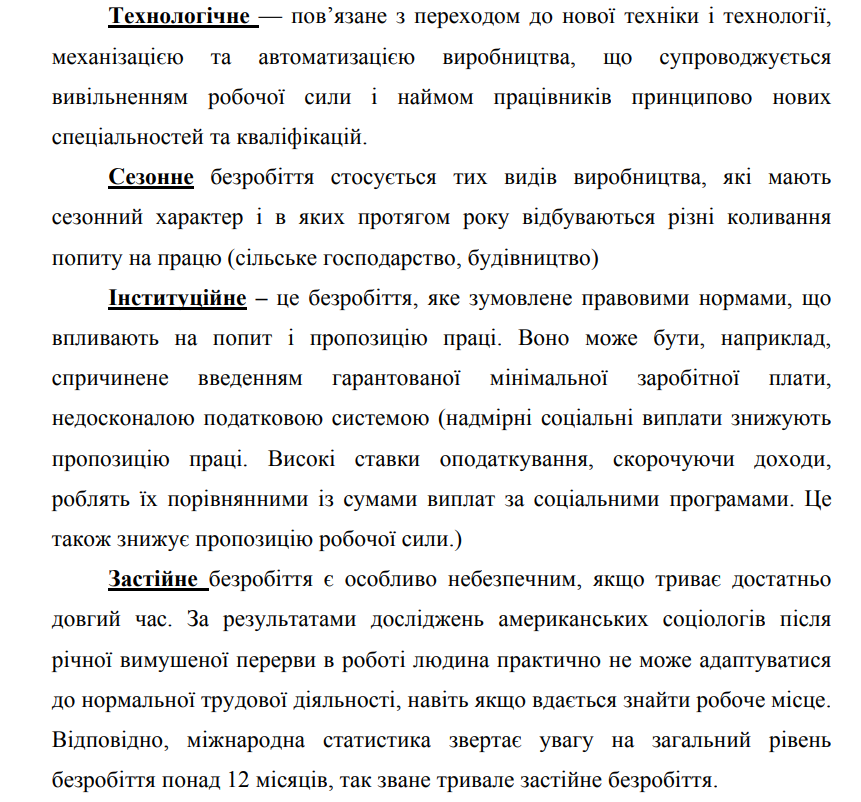 Технологічне — пов’язане з переходом до нової техніки і технології,
механізацією та автоматизацією виробництва, що супроводжується
вивільненням робочої сили і наймом працівників принципово нових
спеціальностей та кваліфікацій.
Сезонне безробіття стосується тих видів виробництва, які мають
сезонний характер і в яких протягом року відбуваються різні коливання
попиту на працю (сільське господарство, будівництво)
Інституційне – це безробіття, яке зумовлене правовими нормами, що
впливають на попит і пропозицію праці. Воно може бути, наприклад,
спричинене введенням гарантованої мінімальної заробітної плати,
недосконалою податковою системою (надмірні соціальні виплати знижують
пропозицію праці. Високі ставки оподаткування, скорочуючи доходи,
роблять їх порівнянними із сумами виплат за соціальними програмами. Це
також знижує пропозицію робочої сили.)
Застійне безробіття є особливо небезпечним, якщо триває достатньо
довгий час. За результатами досліджень американських соціологів після
річної вимушеної перерви в роботі людина практично не може адаптуватися
до нормальної трудової діяльності, навіть якщо вдається знайти робоче місце.
Відповідно, міжнародна статистика звертає увагу на загальний рівень
безробіття понад 12 місяців, так зване тривале застійне безробіття.